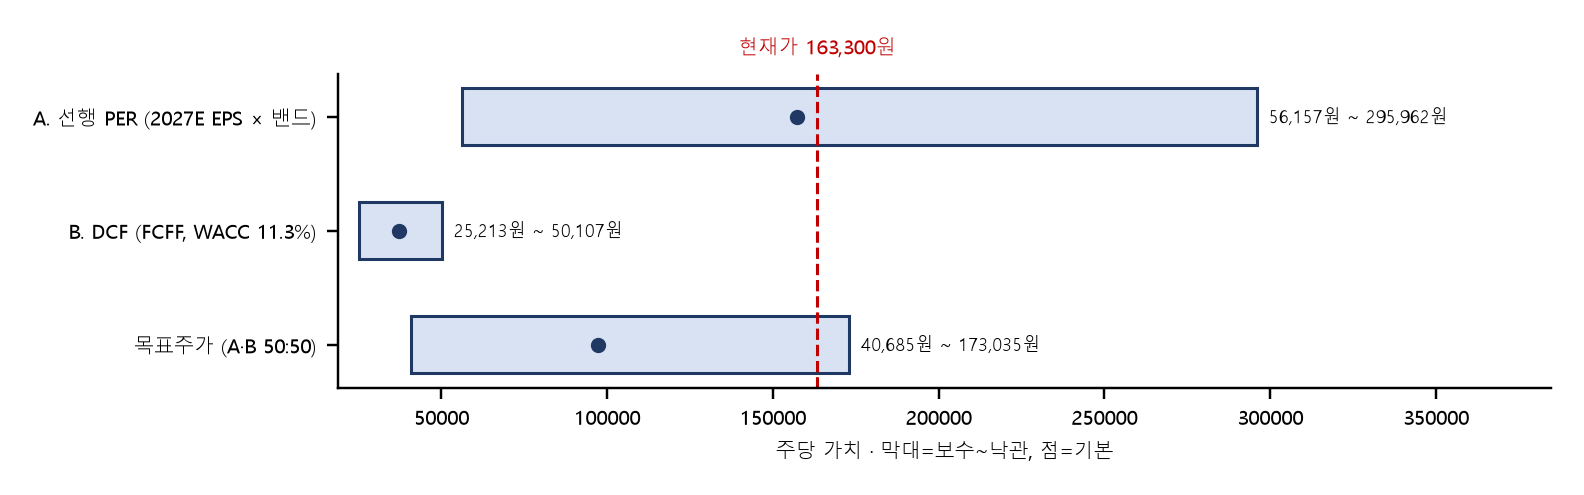 현재가 163,300원
A. 선행 PER (2027E EPS × 밴드)
56,157원 ~ 295,962원
B. DCF (FCFF, WACC 11.3%)
25,213원 ~ 50,107원
목표주가 (A·B 50:50)
40,685원 ~ 173,035원
50000 100000 150000 200000 250000 300000 350000
주당 가치 · 막대=보수~낙관, 점=기본